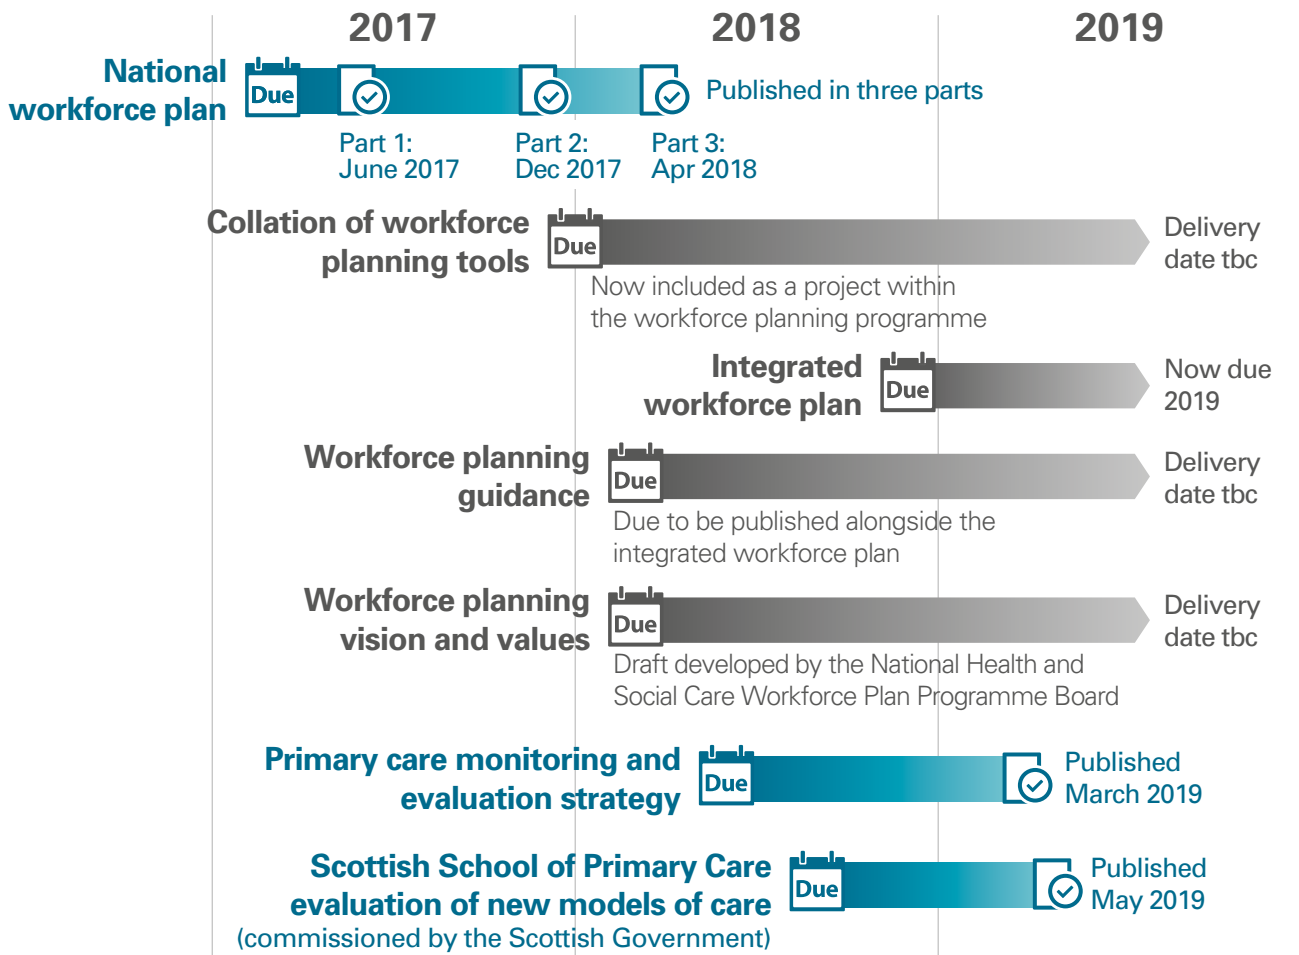 2017
2018
2019
National
workforce plan
Due
Published in three parts
Part 1:
June 2017
Part 2:
Dec 2017
Part 3:
Apr 2018
Collation of workforce
planning tools
Due
Delivery
date tbc
Now included as a project within
the workforce planning programme
Integrated
workforce plan
Due
Now due
2019
Workforce planning
guidance
Due
Delivery
date tbc
Due to be published alongside the
integrated workforce plan
Workforce planning
vision and values
Due
Delivery
date tbc
Draft developed by the National Health and
Social Care Workforce Plan Programme Board
Primary care monitoring and
evaluation strategy
Due
Published
March 2019
Scottish School of Primary Care
evaluation of new models of care
(commissioned by the Scottish Government)
Due
Published
May 2019